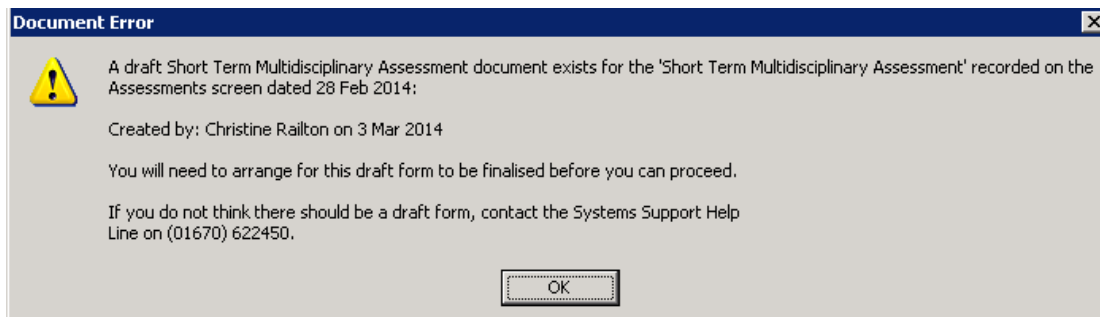 Document Error
A draft Short Term Multidisciplinary Assessment document exists for the 'Short Term Multidisciplinary Assessment' recorded on the
Assessments screen dated 28 Feb 2014:
Created by: Christine Railton on 3 Mar 2014
You will need to arrange for this draft form to be finalised before you can proceed.
If you do not think there should be a draft form, contact the Systems Support Help
Line on (01670) 622450.
OK